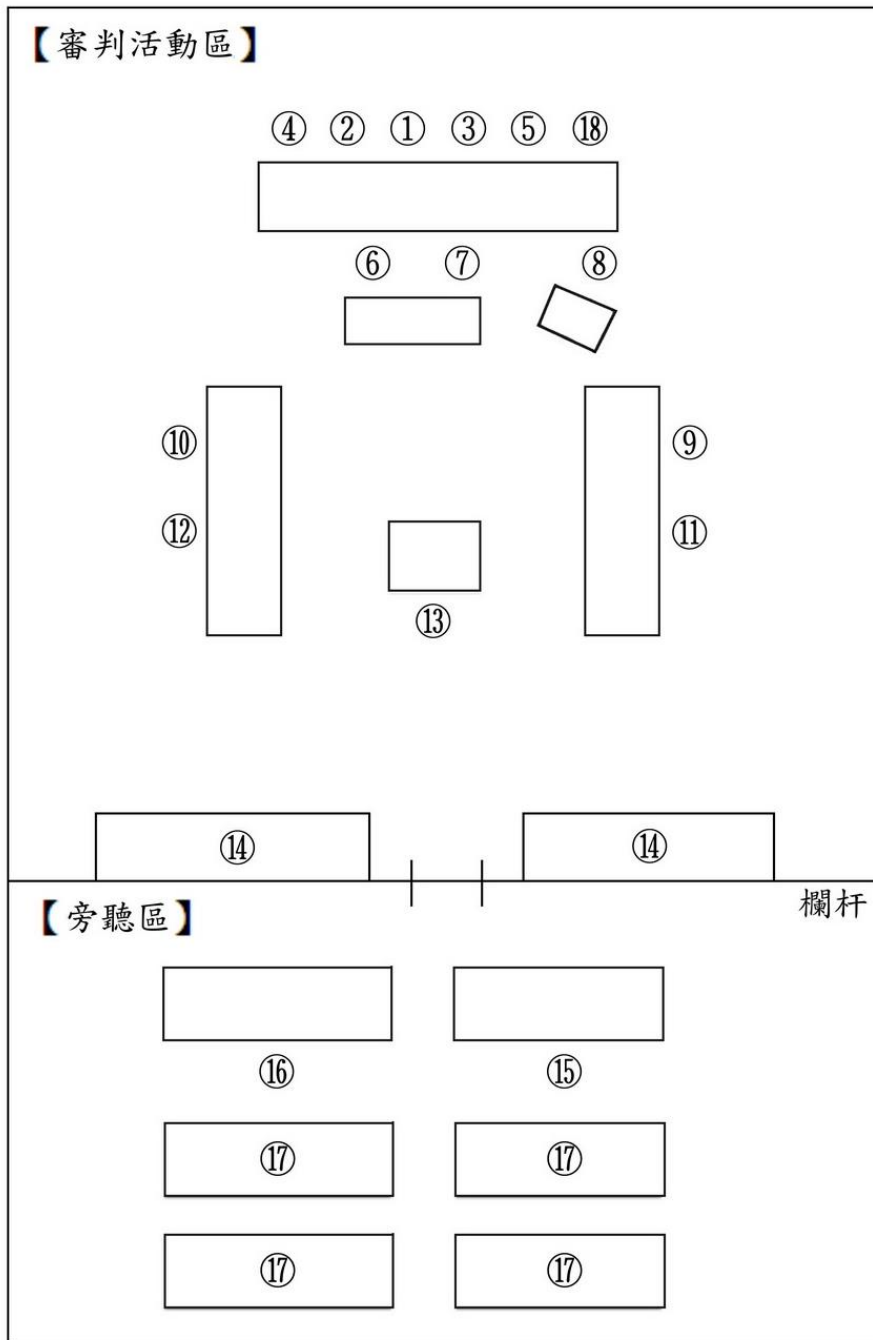 【審判活動區】
④ ② ① ③ ⑤ ⑱
⑥ ⑦ ⑧
⑩ ⑨
⑫ ⑪
⑬
⑭ ⑭
欄杆
【旁聽區】
⑯ ⑮
⑰ ⑰
⑰ ⑰